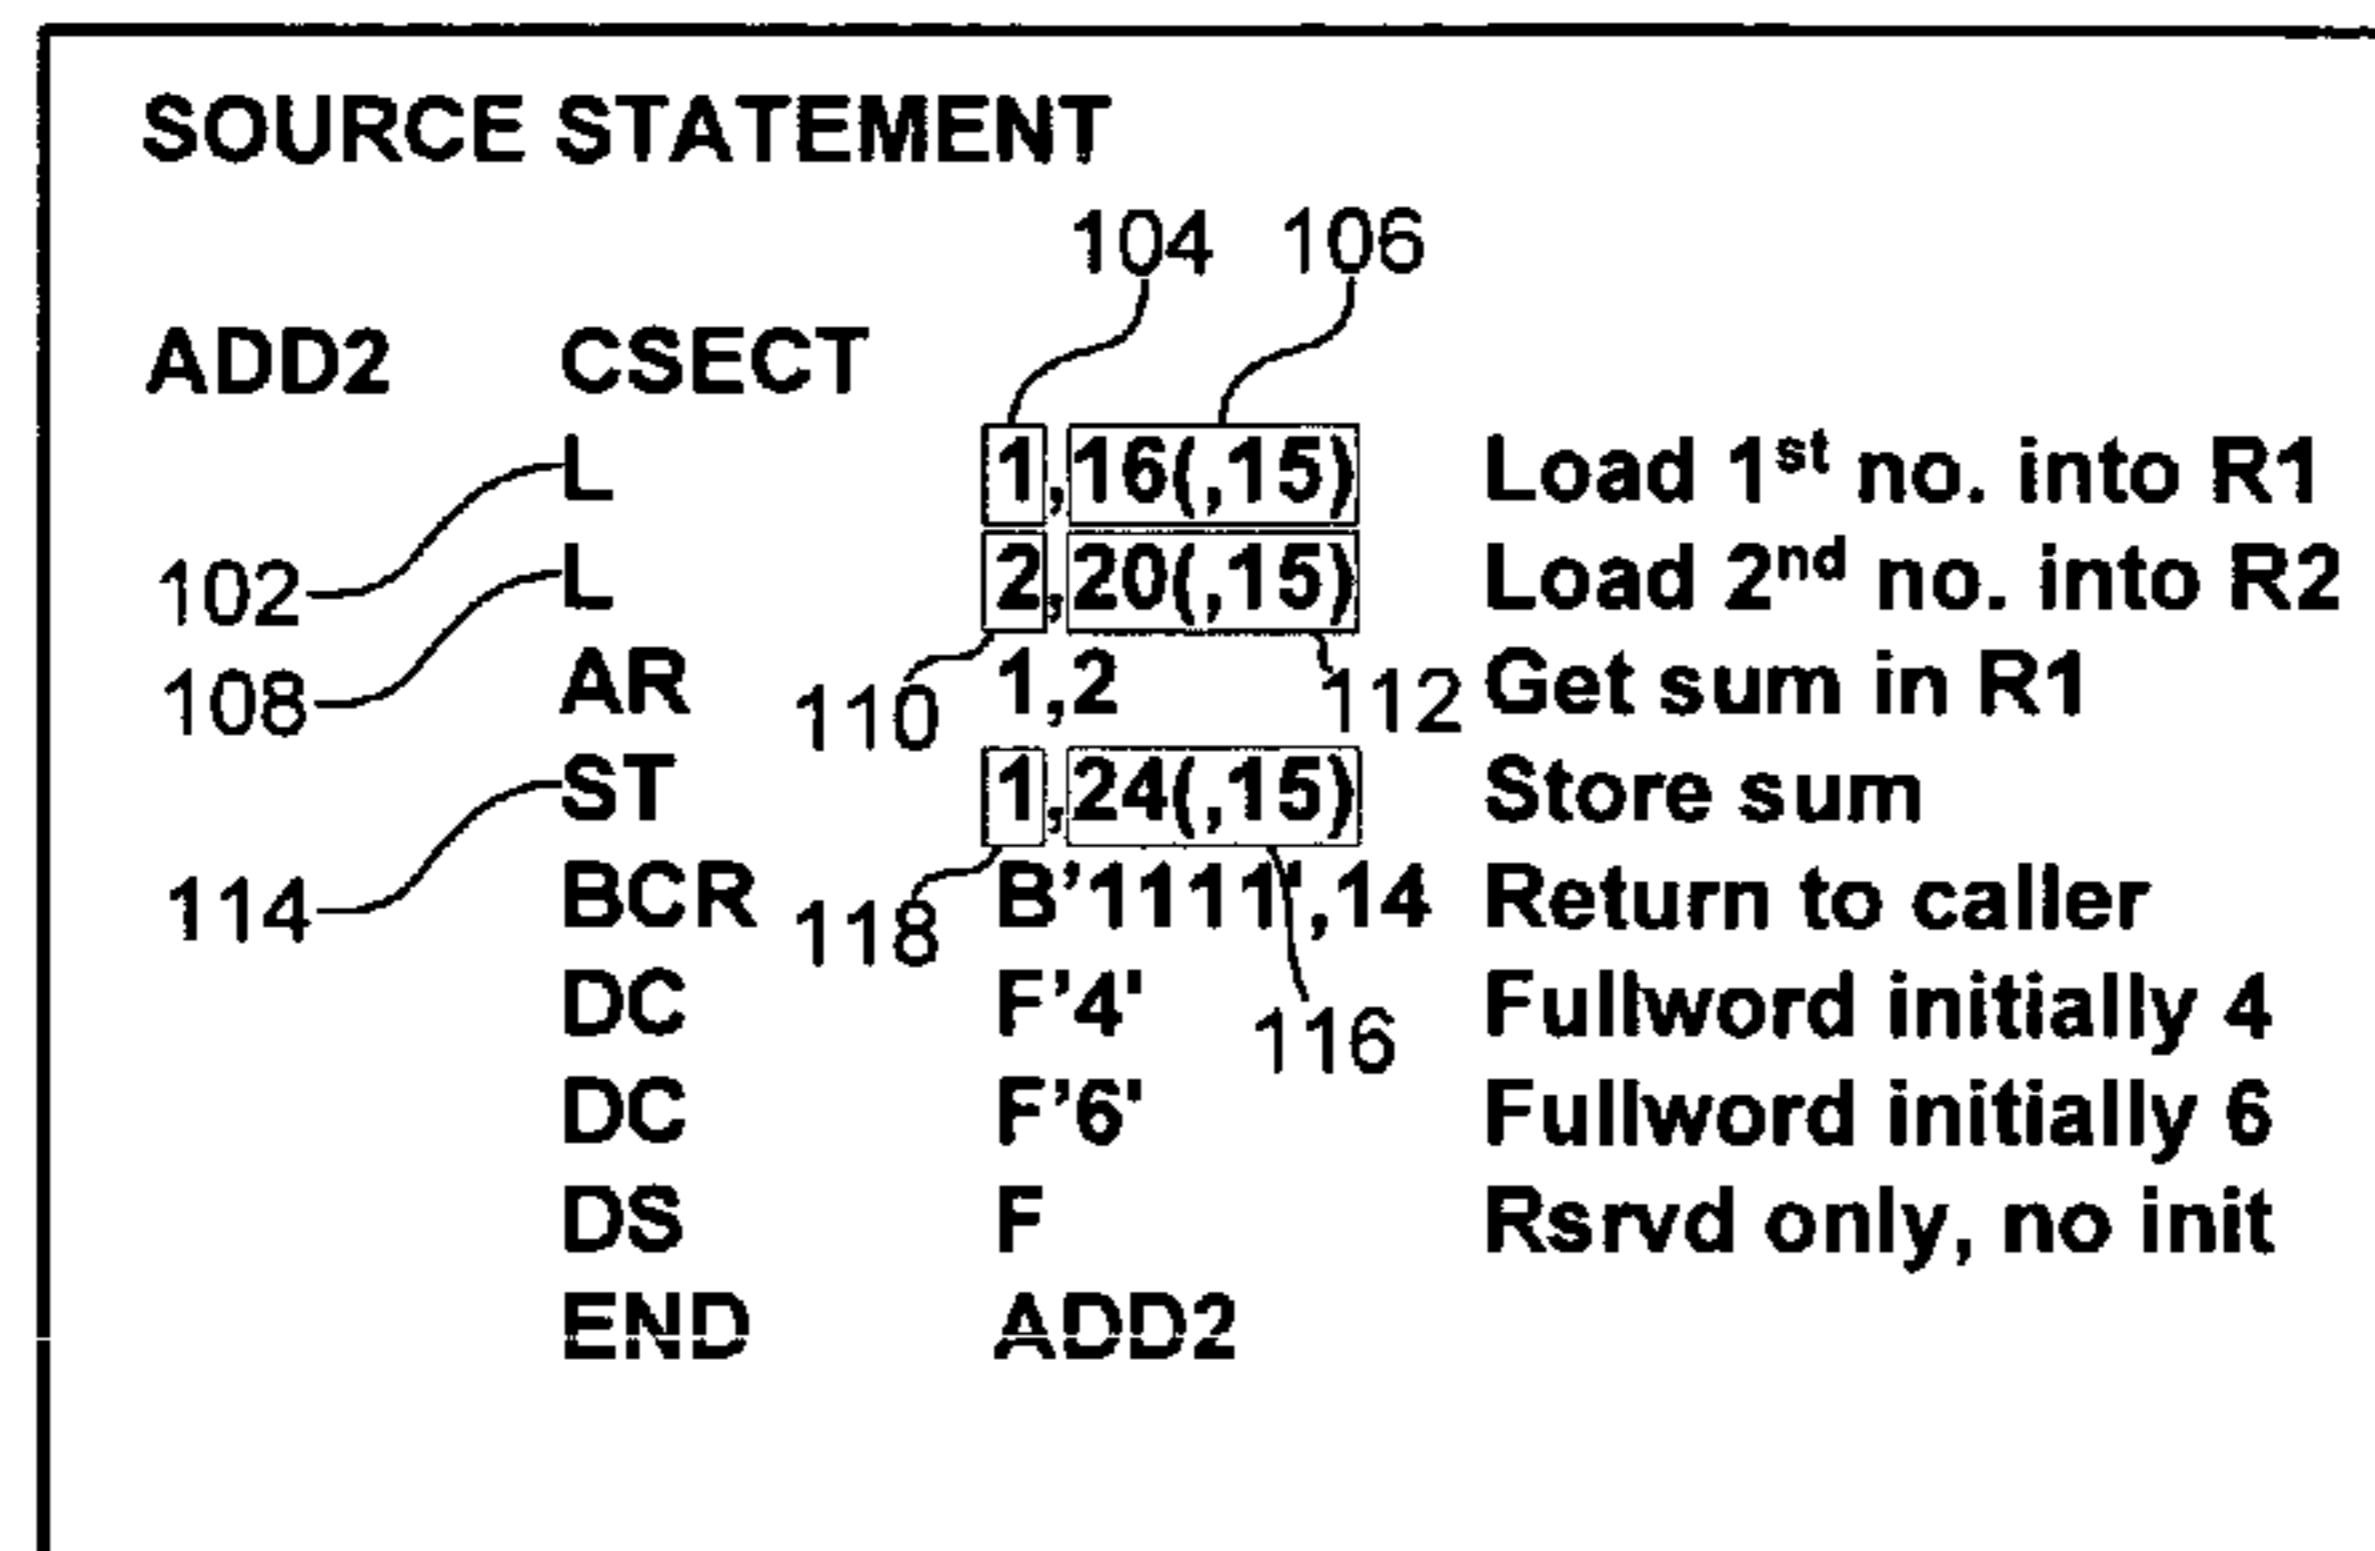 SOURCE STATEMENT
104 106
ADD2 CSECT
L 1,16(,15) Load 1st no. into R1
102 L 2,20(,15) Load 2nd no. into R2
108 AR 110 1,2 112 Get sum in R1
ST 1,24(,15) Store sum
114 BCR 118 B'1111',14 Return to caller
DC F'4' 116 Fullword initially 4
DC F'6' Fullword initially 6
DS F Rsrvd only, no init
END ADD2